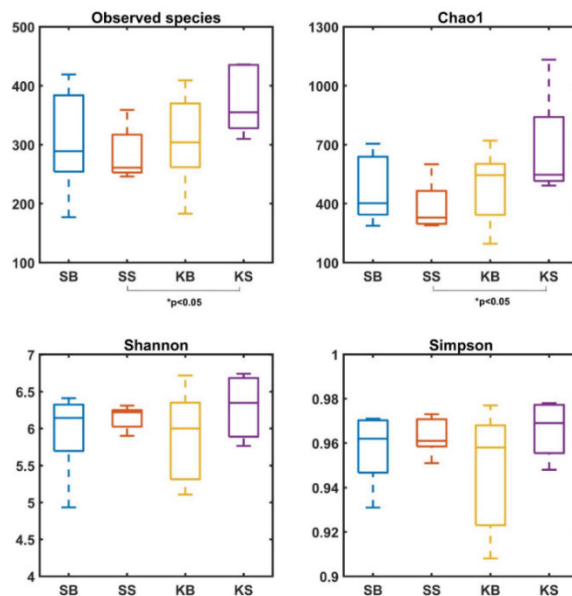 Observed species
500
400
300
200
100
SB SS KB KS
*p<0.05
Chao1
1300
1000
700
400
100
SB SS KB KS
*p<0.05
Shannon
7
6.5
6
5.5
5
4.5
4
SB SS KB KS
Simpson
1
0.98
0.96
0.94
0.92
0.9
SB SS KB KS